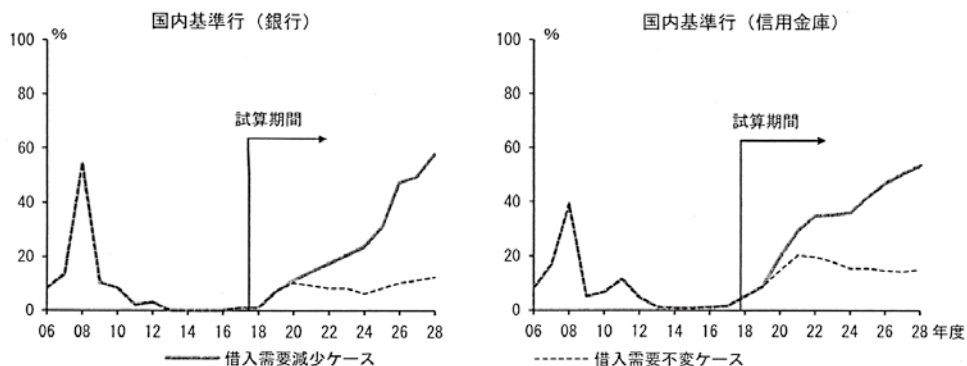 国内基準行（銀行）
%
100
80
60
40
20
0
試算期間
06 08 10 12 14 16 18 20 22 24 26 28
国内基準行（信用金庫）
%
100
80
60
40
20
0
試算期間
06 08 10 12 14 16 18 20 22 24 26 28 年度
借入需要減少ケース
借入需要不変ケース